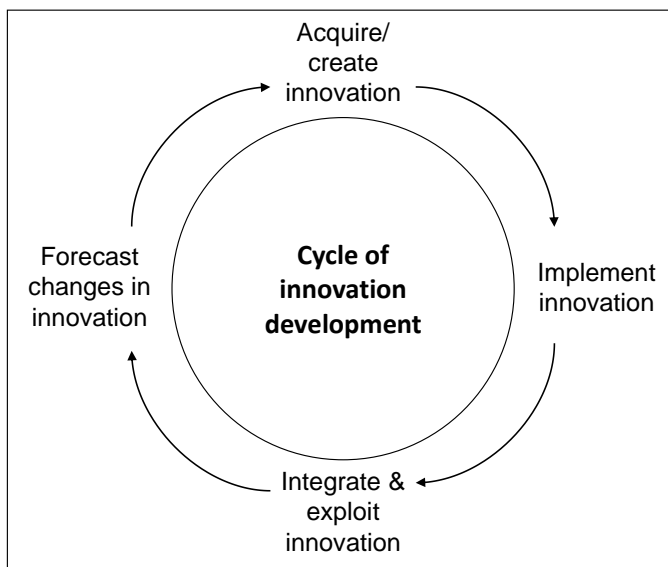 Acquire/
create
innovation
Forecast
changes in
innovation
Cycle of
innovation
development
Implement
innovation
Integrate &
exploit
innovation